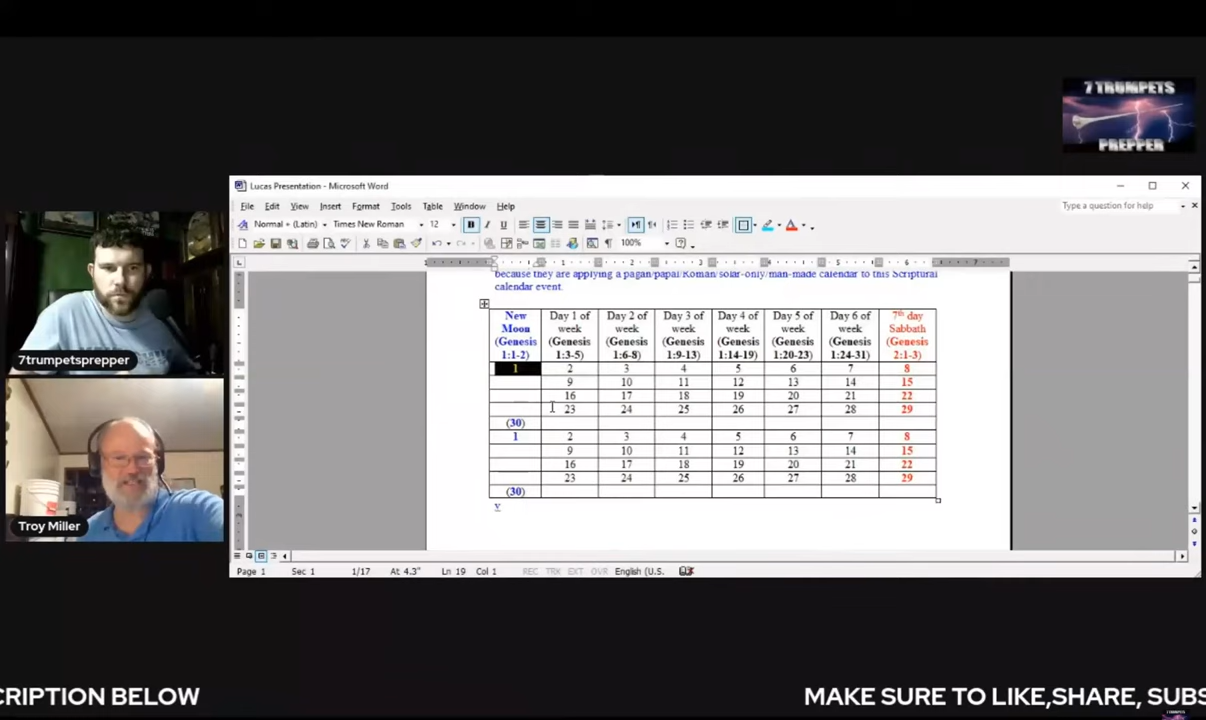 7 TRUMPETS
PREPPER
Lucas Presentation - Microsoft Word
File Edit View Insert Format Tools Table Window Help
Type a question for help
Normal + (Latin) Times New Roman 12 B I U
100%
because they are applying a pagan/papal/Roman/solar-only/man-made calendar to this Scriptural
calendar event.
New Moon (Genesis 1:1-2) Day 1 of week (Genesis 1:3-5) Day 2 of week (Genesis 1:6-8) Day 3 of week (Genesis 1:9-13) Day 4 of week (Genesis 1:14-19) Day 5 of week (Genesis 1:20-23) Day 6 of week (Genesis 1:24-31) 7th day Sabbath (Genesis 2:1-3)
1 2 3 4 5 6 7 8
9 10 11 12 13 14 15
16 17 18 19 20 21 22
23 24 25 26 27 28 29
(30)
1 2 3 4 5 6 7 8
9 10 11 12 13 14 15
16 17 18 19 20 21 22
23 24 25 26 27 28 29
(30)
Y
7trumpetsprepper
Troy Miller
Page 1 Sec 1 1/17 At 4.3" Ln 19 Col 1 REC TRK EXT OVR English (U.S.
CRIPTION BELOW
MAKE SURE TO LIKE,SHARE, SUBS